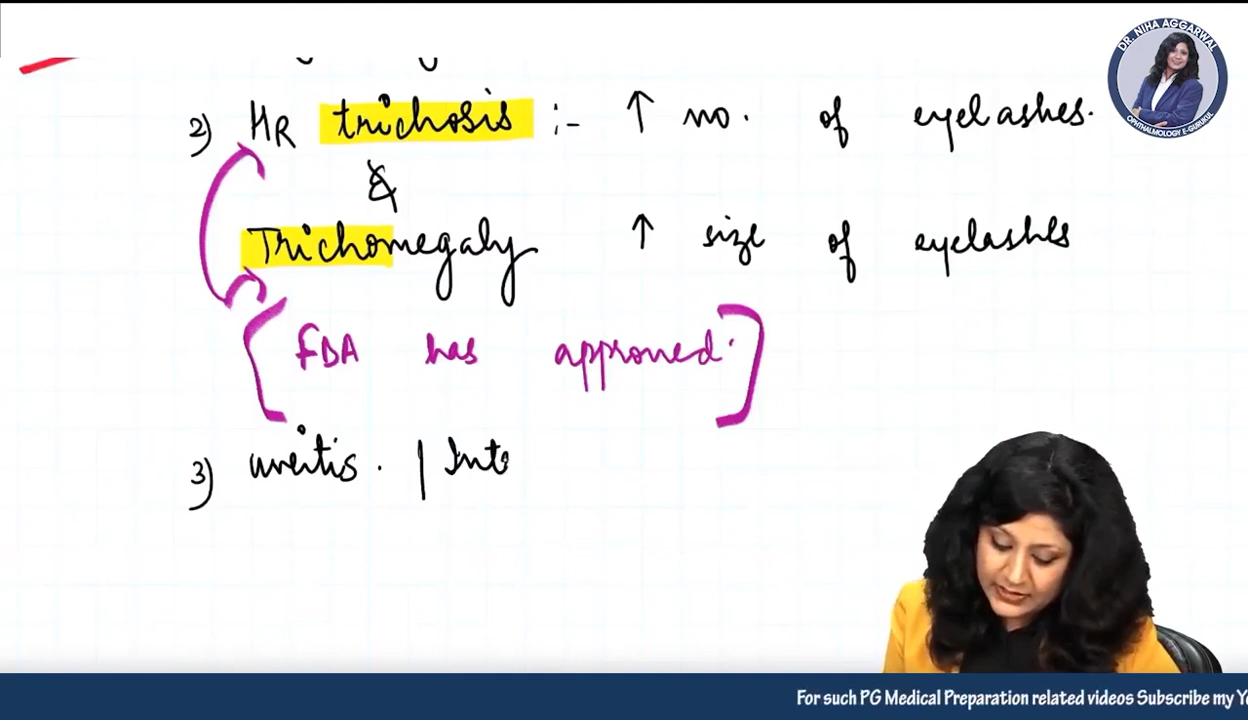 DR. NIHA AGGARWAL
OPHTHALMOLOGY E-GURUKUL
2) HR trichosis :- ↑ no. of eyelashes.
&
Trichomegaly ↑ size of eyelashes
[FDA has approved.]
3) uveitis. | Int
For such PG Medical Preparation related videos Subscribe my Y